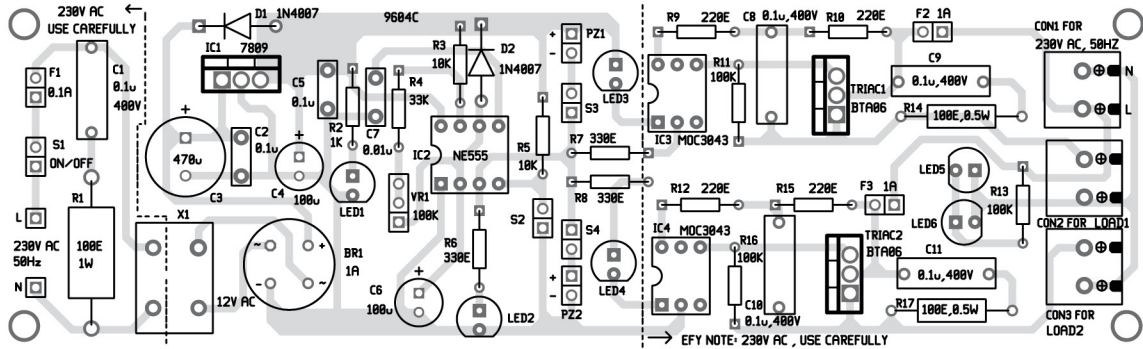 230V AC
USE CAREFULLY
D1 1N4007
9604C
F1
0.1A
C1
0.1u
400V
IC1 7809
C5
0.1u
R2
1K
C7
0.01u
R4
33K
R3
10K
D2
1N4007
+ PZ1
-
S3
LED3
S1
ON/OFF
470u
C3
C2
0.1u
C4
100u
+
+
LED1
VR1
100K
IC2 NE555
R5
10K
R7 330E
R8 330E
R9 220E
C8 0.1u,400V
R10 220E
R11
100K
IC3 MOC3043
TRIAC1
BTA06
F2 1A
C9
0.1u,400V
R14
100E,0.5W
CON1 FOR
230V AC, 50HZ
N
L
L
230V AC
50Hz
N
R1
100E
1W
X1
12V AC
~ +
- ~
BR1
1A
C6
100u
+
R6
330E
LED2
S2
S4
+
-
PZ2
LED4
R12 220E
IC4 MOC3043
R15 220E
R16
100K
C10
0.1u,400V
F3 1A
TRIAC2
BTA06
LED5
LED6
R13
100K
CON2 FOR LOAD1
C11
0.1u,400V
R17
100E,0.5W
CON3 FOR
LOAD2
EFY NOTE: 230V AC , USE CAREFULLY